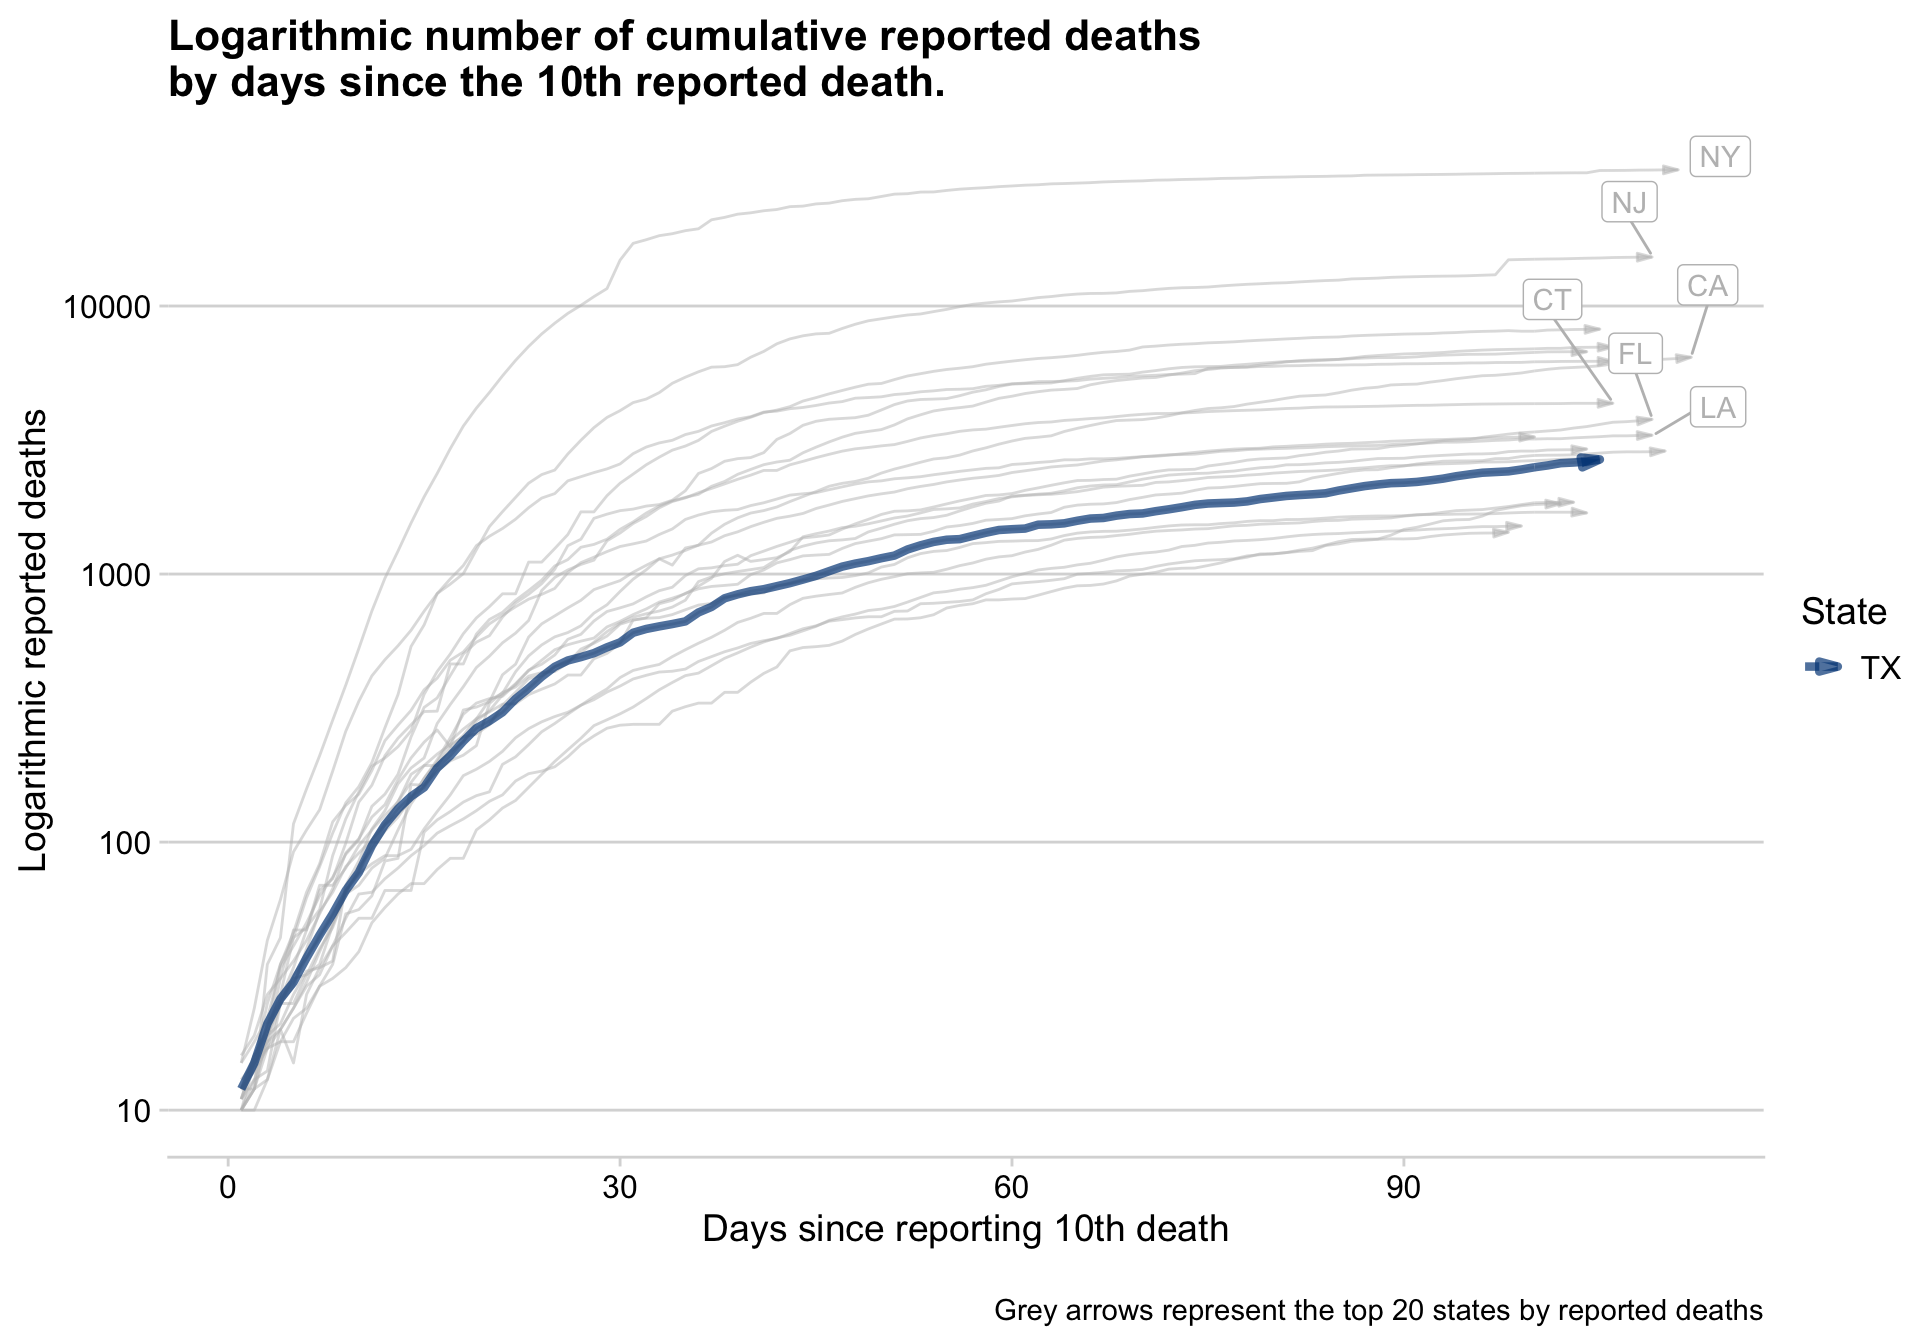 Logarithmic number of cumulative reported deaths
by days since the 10th reported death.
NY
NJ
CA
CT
FL
LA
10000
1000
100
10
Logarithmic reported deaths
State
TX
0 30 60 90
Days since reporting 10th death
Grey arrows represent the top 20 states by reported deaths